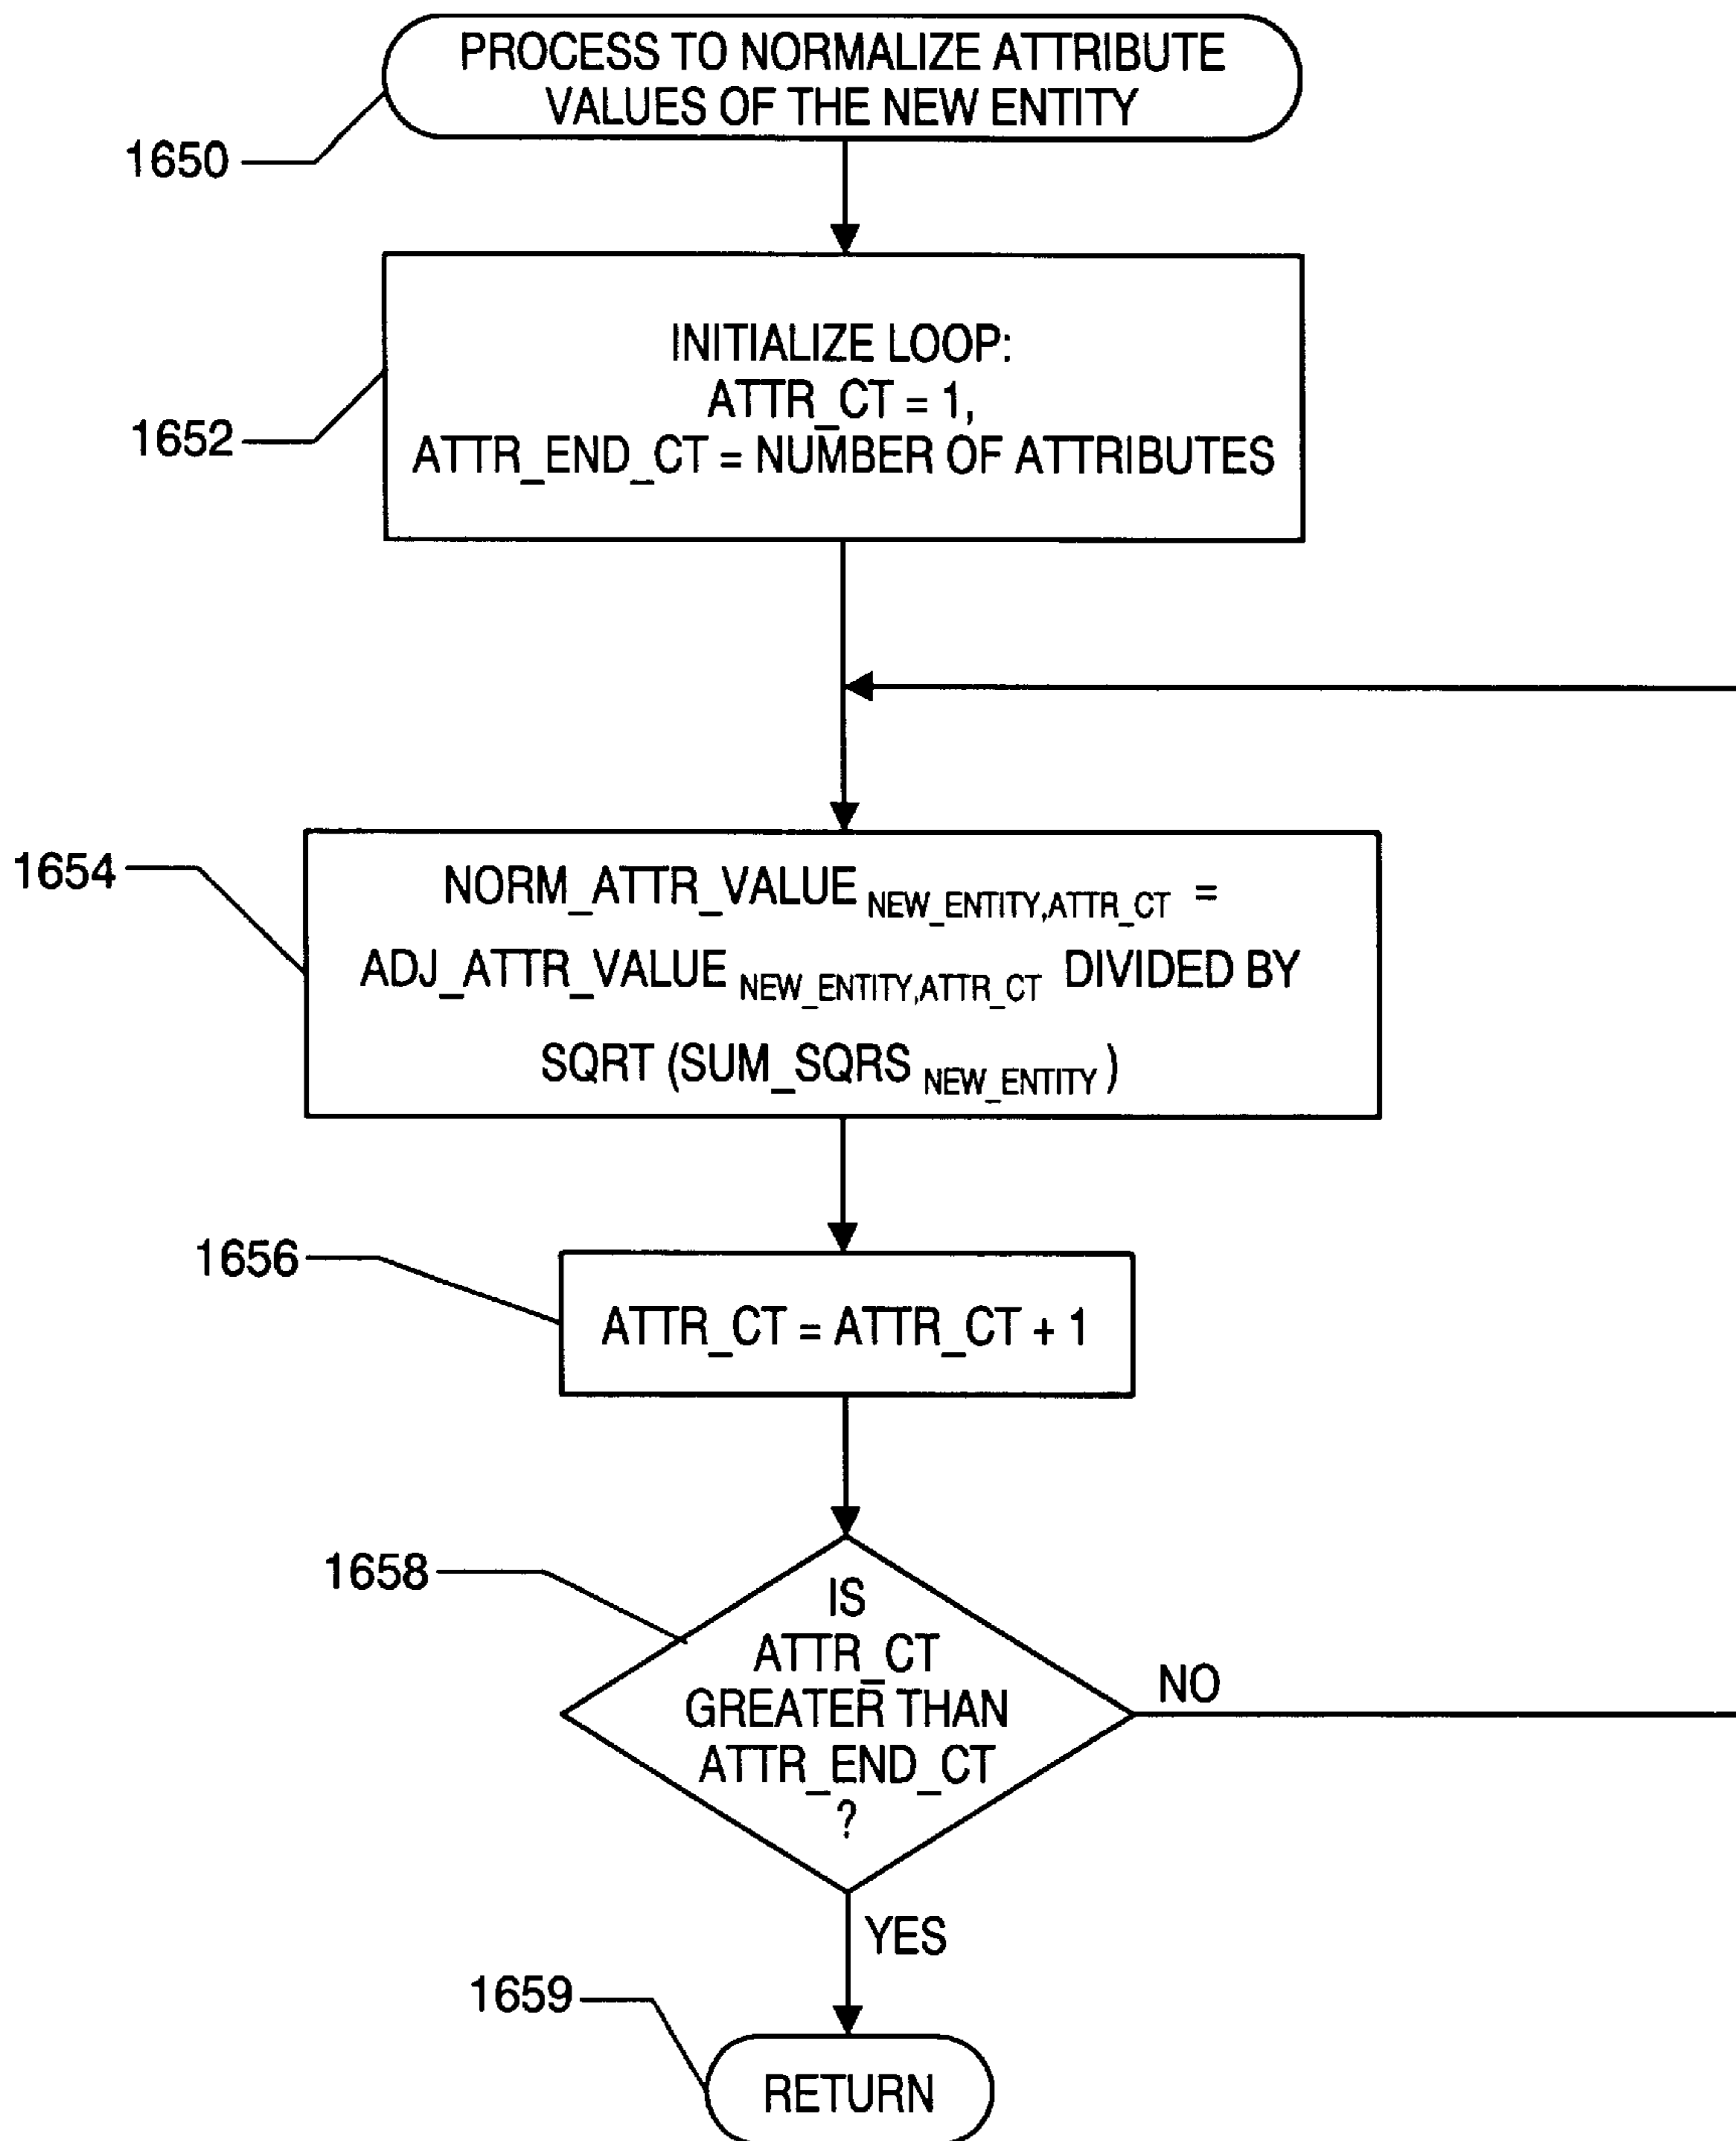 PROCESS TO NORMALIZE ATTRIBUTE
VALUES OF THE NEW ENTITY
1650
INITIALIZE LOOP:
ATTR_CT = 1,
ATTR_END_CT = NUMBER OF ATTRIBUTES
1652
1654
NORM_ATTR_VALUE NEW_ENTITY,ATTR_CT =
ADJ_ATTR_VALUE NEW_ENTITY,ATTR_CT DIVIDED BY
SQRT (SUM_SQRS NEW_ENTITY )
1656
ATTR_CT = ATTR_CT + 1
1658
IS
ATTR_CT
GREATER THAN
ATTR_END_CT
?
NO
YES
1659
RETURN